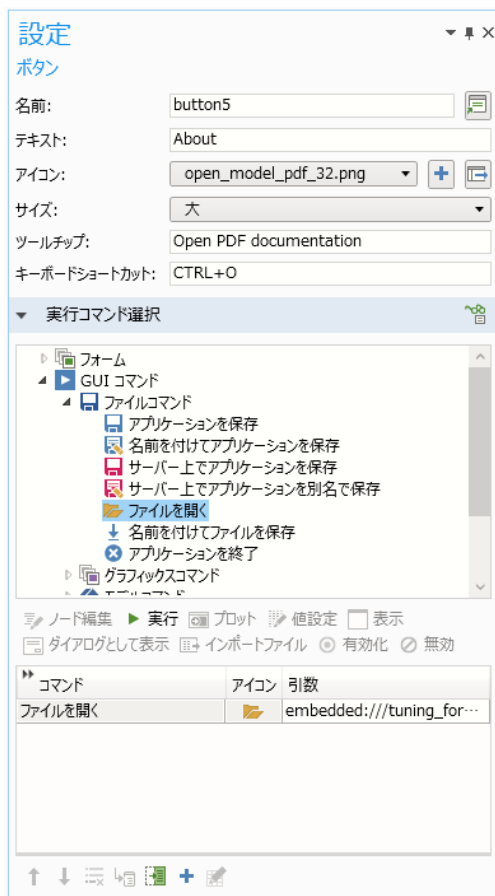 設定
ボタン
名前: button5
テキスト: About
アイコン: open_model_pdf_32.png
サイズ: 大
ツールチップ: Open PDF documentation
キーボードショートカット: CTRL+O
実行コマンド選択
フォーム
GUI コマンド
ファイルコマンド
アプリケーションを保存
名前を付けてアプリケーションを保存
サーバー上でアプリケーションを保存
サーバー上でアプリケーションを別名で保存
ファイルを開く
名前を付けてファイルを保存
アプリケーションを終了
グラフィックスコマンド
モデルコマンド
ノード編集 実行 プロット 値設定 表示
ダイアログとして表示 インポートファイル 有効化 無効
コマンド アイコン 引数
ファイルを開く embedded:///tuning_for···